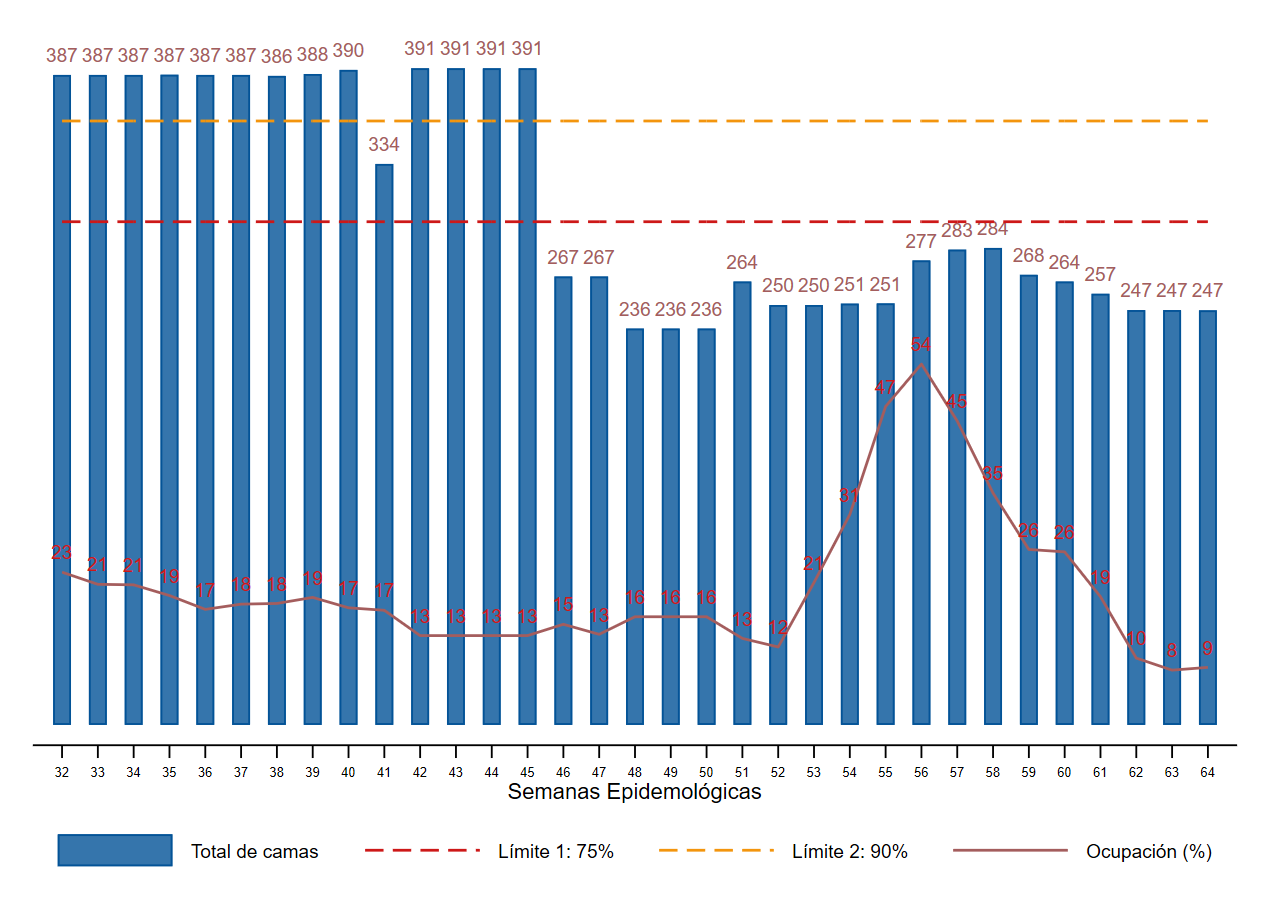 387 387 387 387 387 387 386 388 390 334 391 391 391 391 267 267 236 236 236 264 250 250 251 251 277 283 284 268 264 257 247 247 247
23 21 21 19 17 18 18 19 17 17 13 13 13 13 15 13 16 16 16 13 12 21 31 47 54 45 35 26 26 19 10 8 9
32 33 34 35 36 37 38 39 40 41 42 43 44 45 46 47 48 49 50 51 52 53 54 55 56 57 58 59 60 61 62 63 64
Semanas Epidemológicas
Total de camas Límite 1: 75% Límite 2: 90% Ocupación (%)